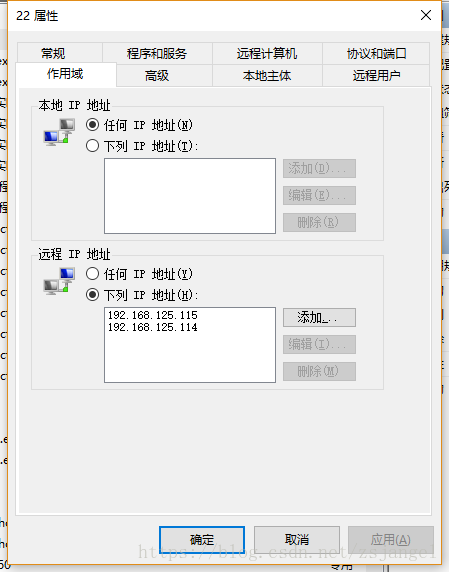 22 属性
常规
程序和服务
远程计算机
协议和端口
作用域
高级
本地主体
远程用户
本地 IP 地址
任何 IP 地址(N)
下列 IP 地址(T):
添加(D)...
编辑(E)...
删除(R)
远程 IP 地址
任何 IP 地址(Y)
下列 IP 地址(H):
192.168.125.115
192.168.125.114
添加...
编辑(I)...
删除(M)
确定
取消
应用(A)
https://blog.csdn.net/zsjangel
专用